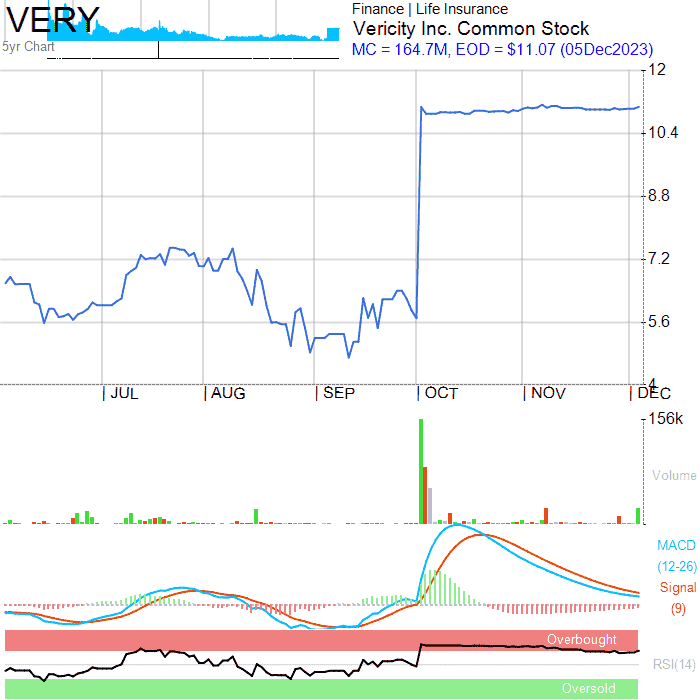 VERY
5yr Chart
Finance | Life Insurance
Vericity Inc. Common Stock
MC = 164.7M, EOD = $11.07 (05Dec2023)
12
10.4
8.8
7.2
5.6
4
| JUL | AUG | SEP | OCT | NOV | DEC
156k
Volume
MACD
(12-26)
Signal
(9)
Overbought
RSI(14)
Oversold